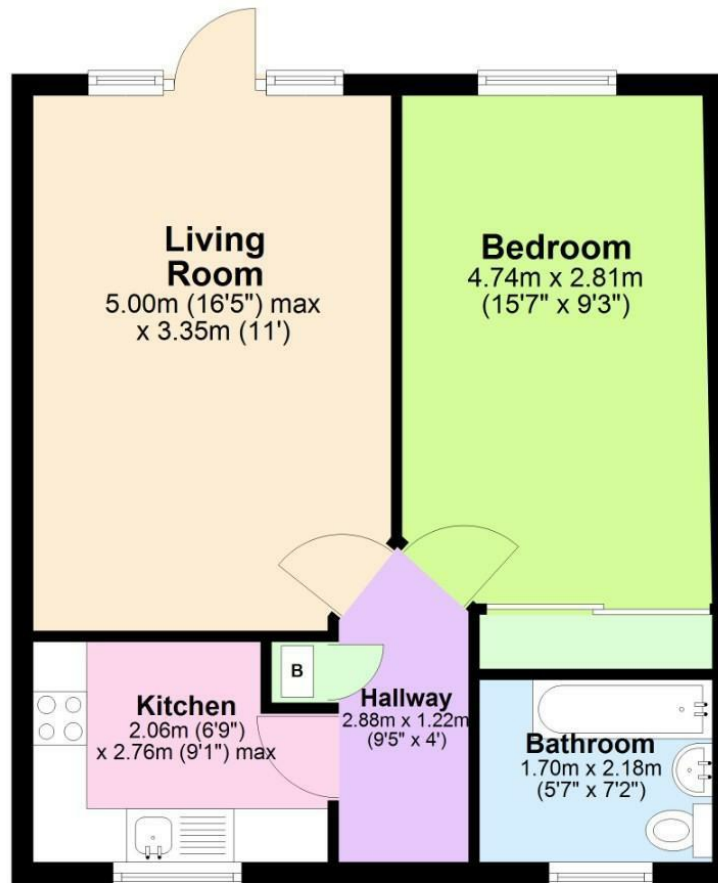 Living
Room
5.00m (16'5") max
x 3.35m (11')
Bedroom
4.74m x 2.81m
(15'7" x 9'3")
B
Kitchen
2.06m (6'9")
x 2.76m (9'1") max
Hallway
2.88m x 1.22m
(9'5" x 4')
Bathroom
1.70m x 2.18m
(5'7" x 7'2")